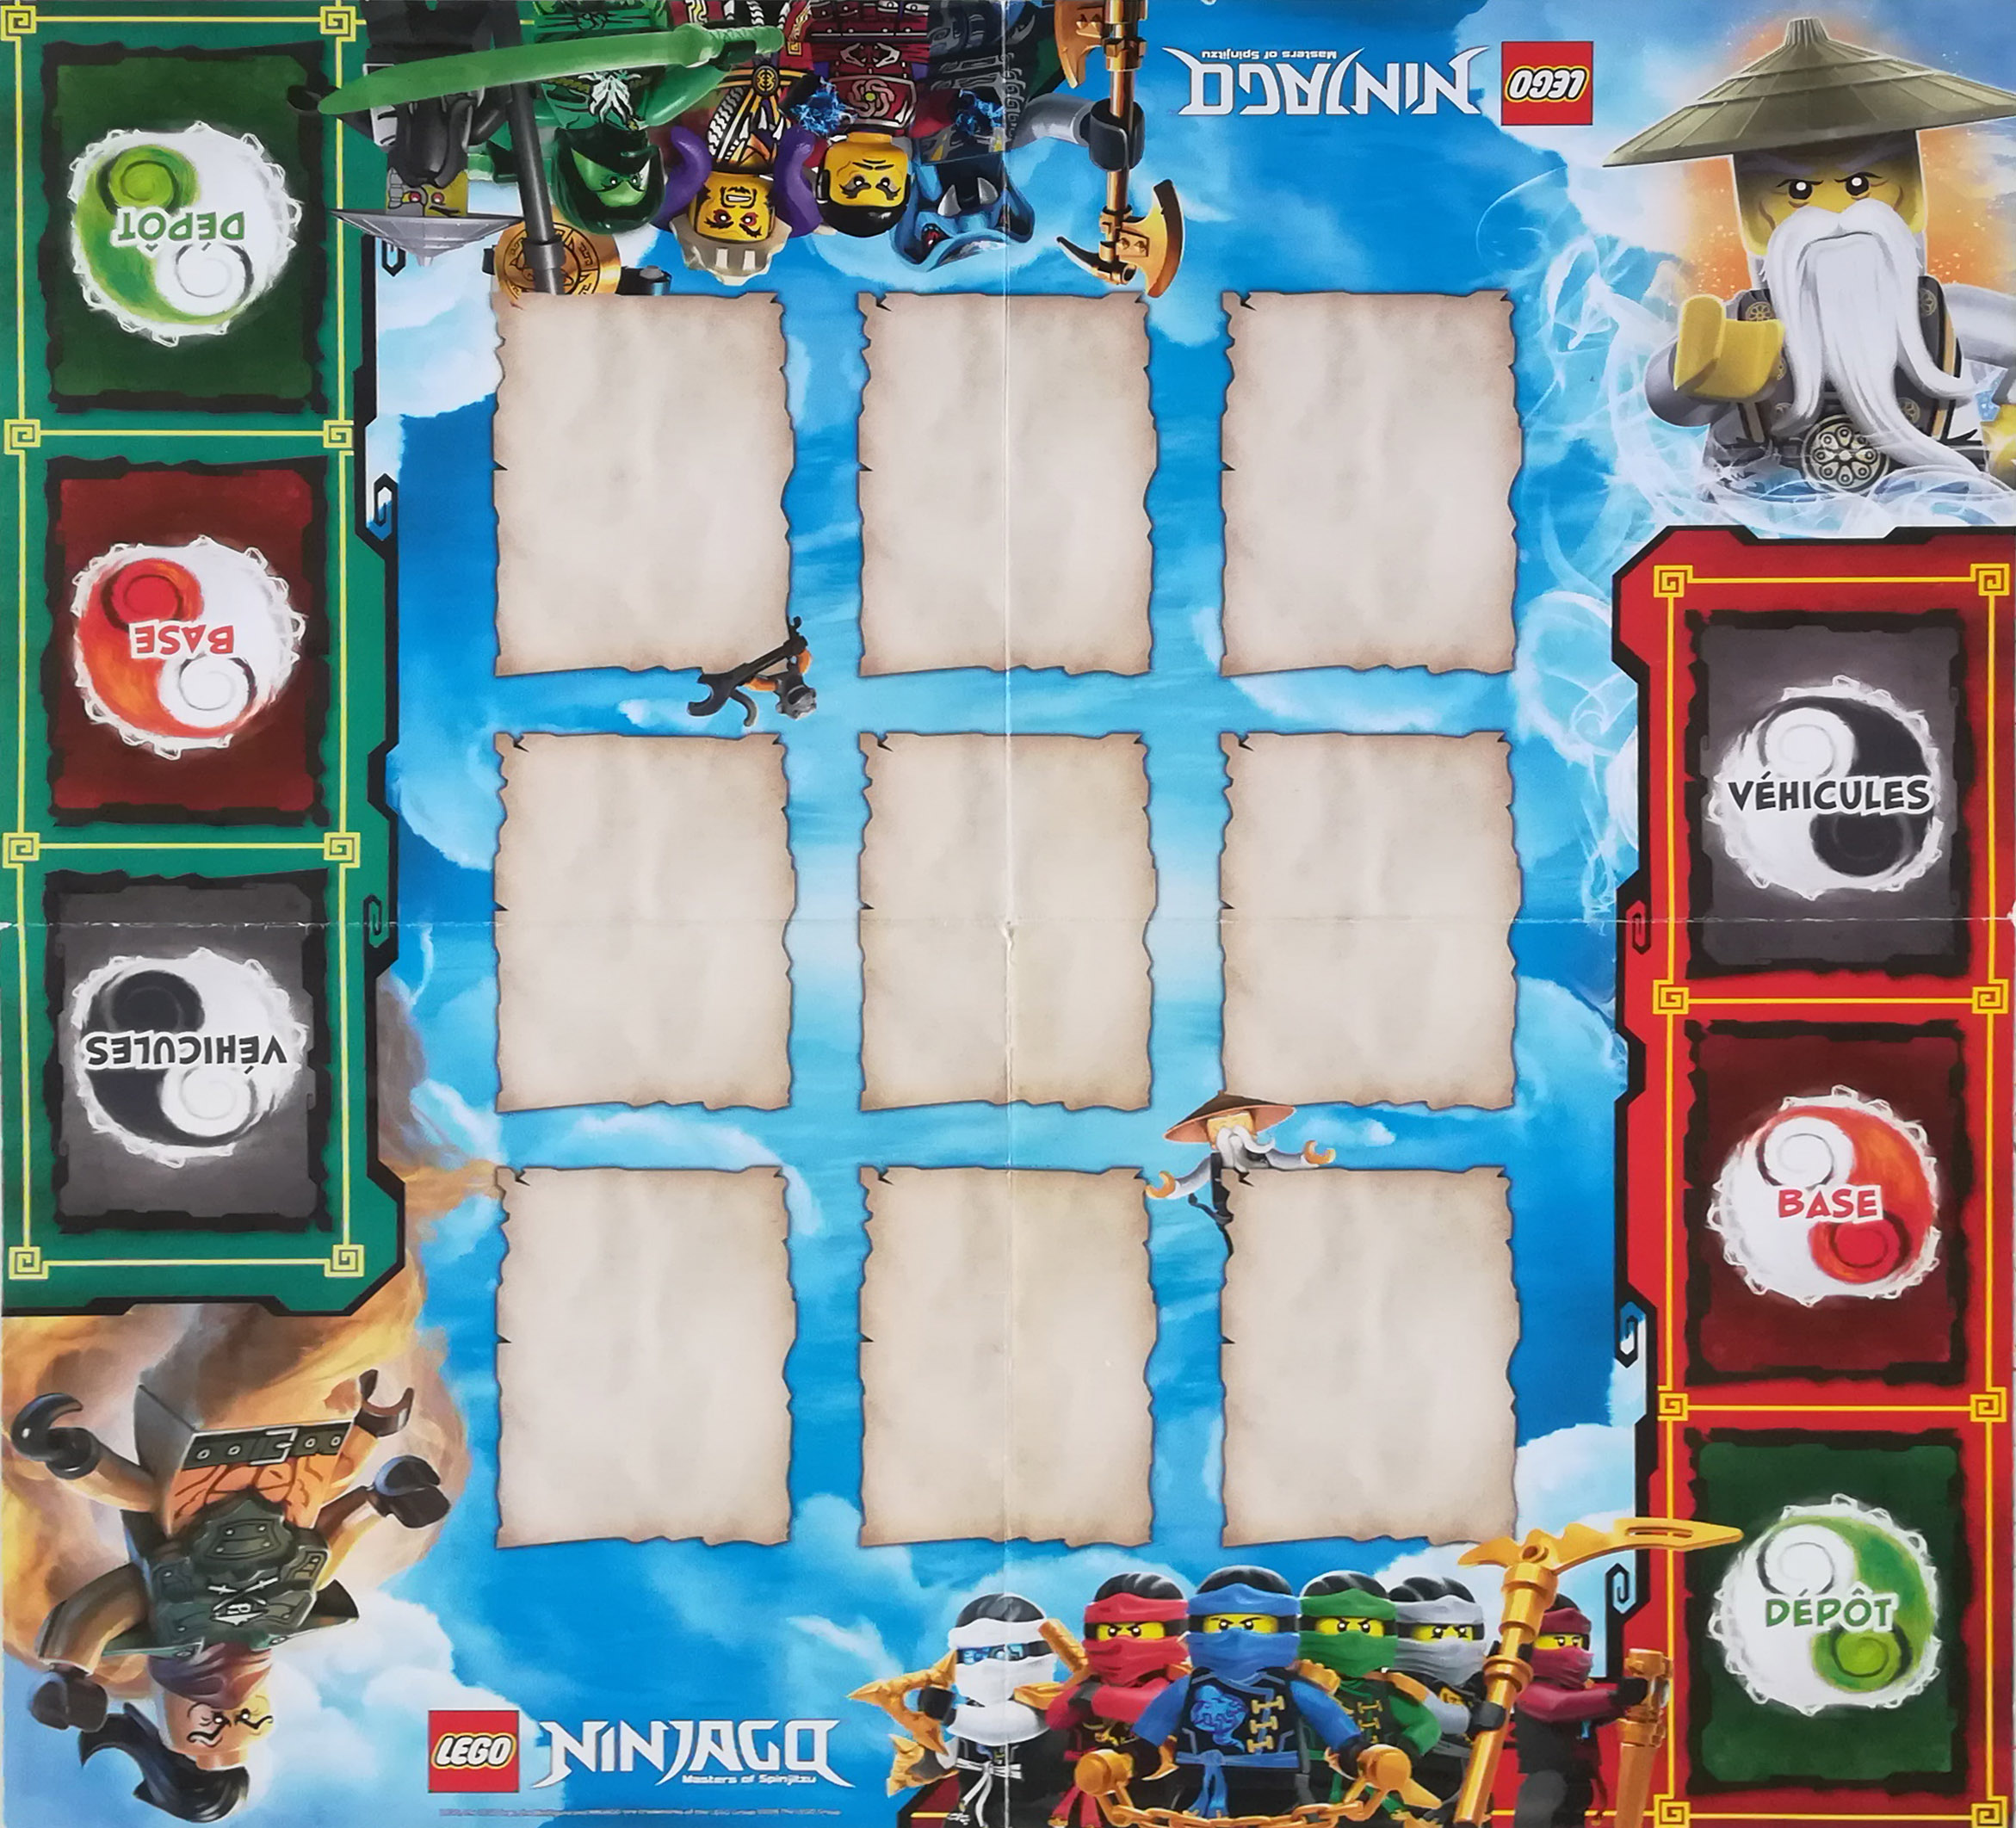 LEGO
NINJAGO
Masters of Spinjitzu
DÉPÔT
BASE
VÉHICULES
VÉHICULES
BASE
DÉPÔT
LEGO
NINJAGO
Masters of Spinjitzu